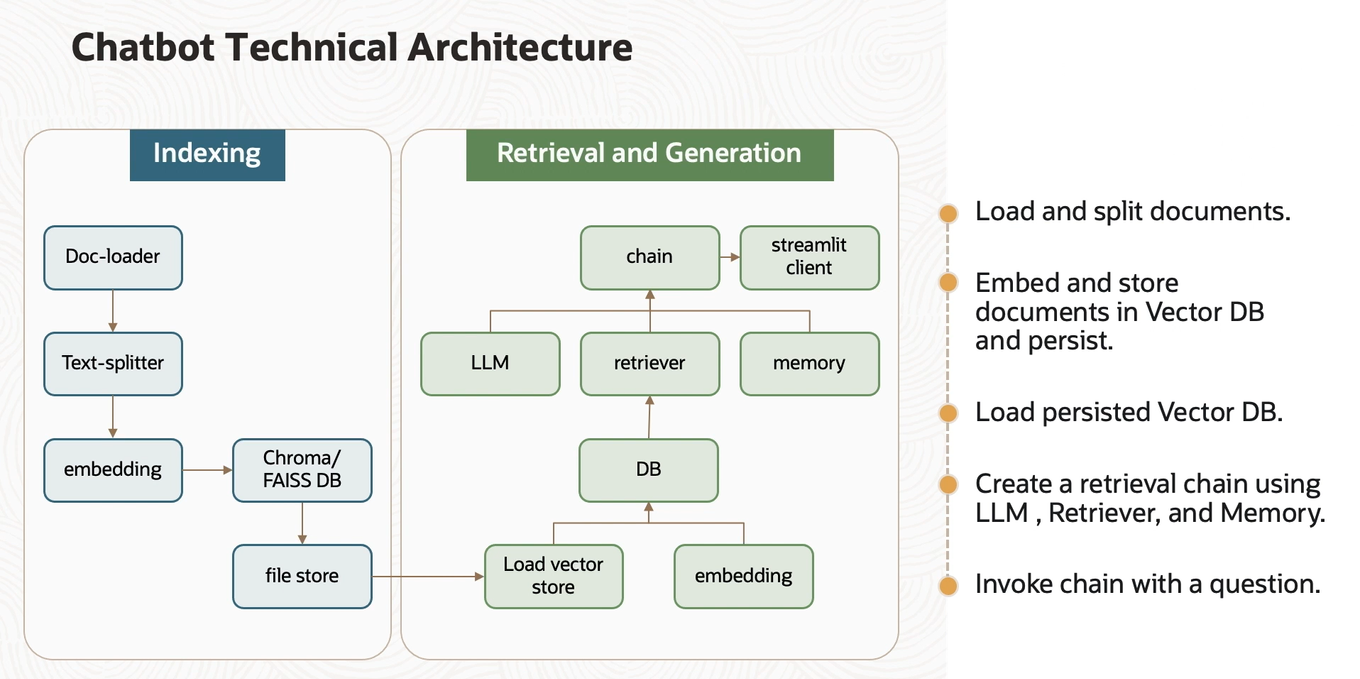 Chatbot Technical Architecture
Indexing
Doc-loader
Text-splitter
embedding
Chroma/
FAISS DB
file store
Retrieval and Generation
chain
streamlit
client
LLM
retriever
memory
DB
Load vector
store
embedding
Load and split documents.
Embed and store
documents in Vector DB
and persist.
Load persisted Vector DB.
Create a retrieval chain using
LLM , Retriever, and Memory.
Invoke chain with a question.